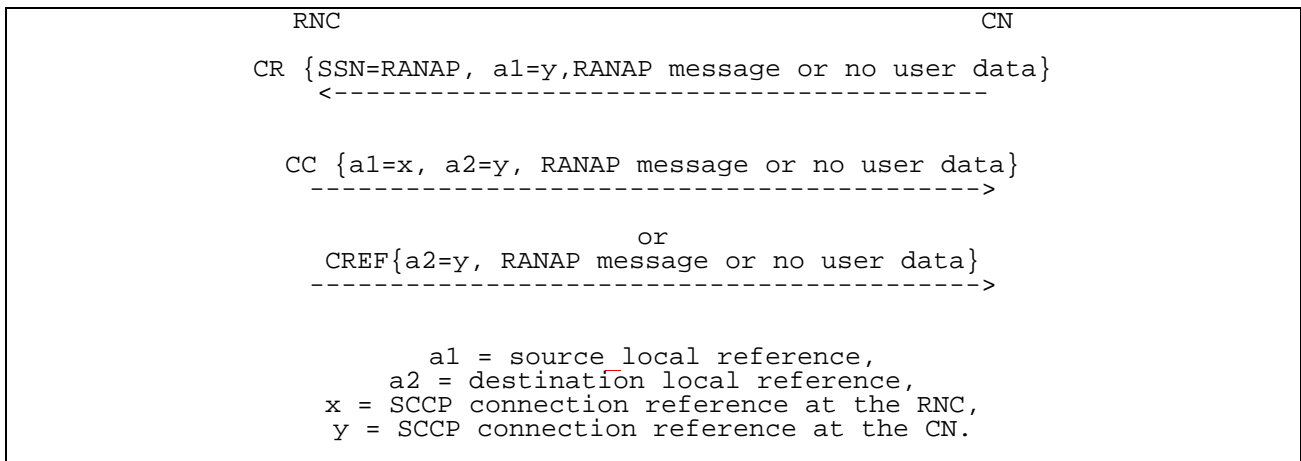 RNC CN
CR {SSN=RANAP, a1=y,RANAP message or no user data}
<-----------------------------------------
CC {a1=x, a2=y, RANAP message or no user data}
------------------------------------------>
or
CREF{a2=y, RANAP message or no user data}
------------------------------------------>
a1 = source local reference,
a2 = destination local reference,
x = SCCP connection reference at the RNC,
y = SCCP connection reference at the CN.